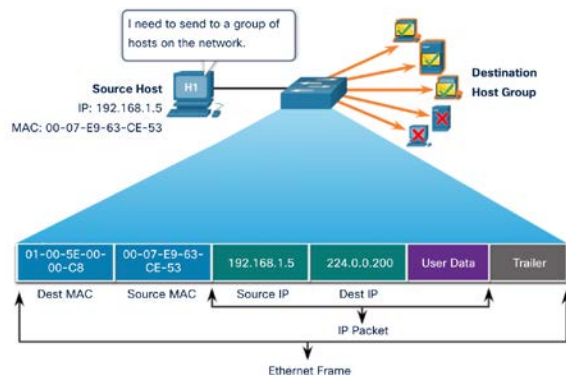 I need to send to a group of
hosts on the network.
H1
Source Host
IP: 192.168.1.5
MAC: 00-07-E9-63-CE-53
Destination
Host Group
01-00-5E-00-
00-C8
00-07-E9-63-
CE-53
192.168.1.5
224.0.0.200
User Data
Trailer
Dest MAC
Source MAC
Source IP
Dest IP
IP Packet
Ethernet Frame